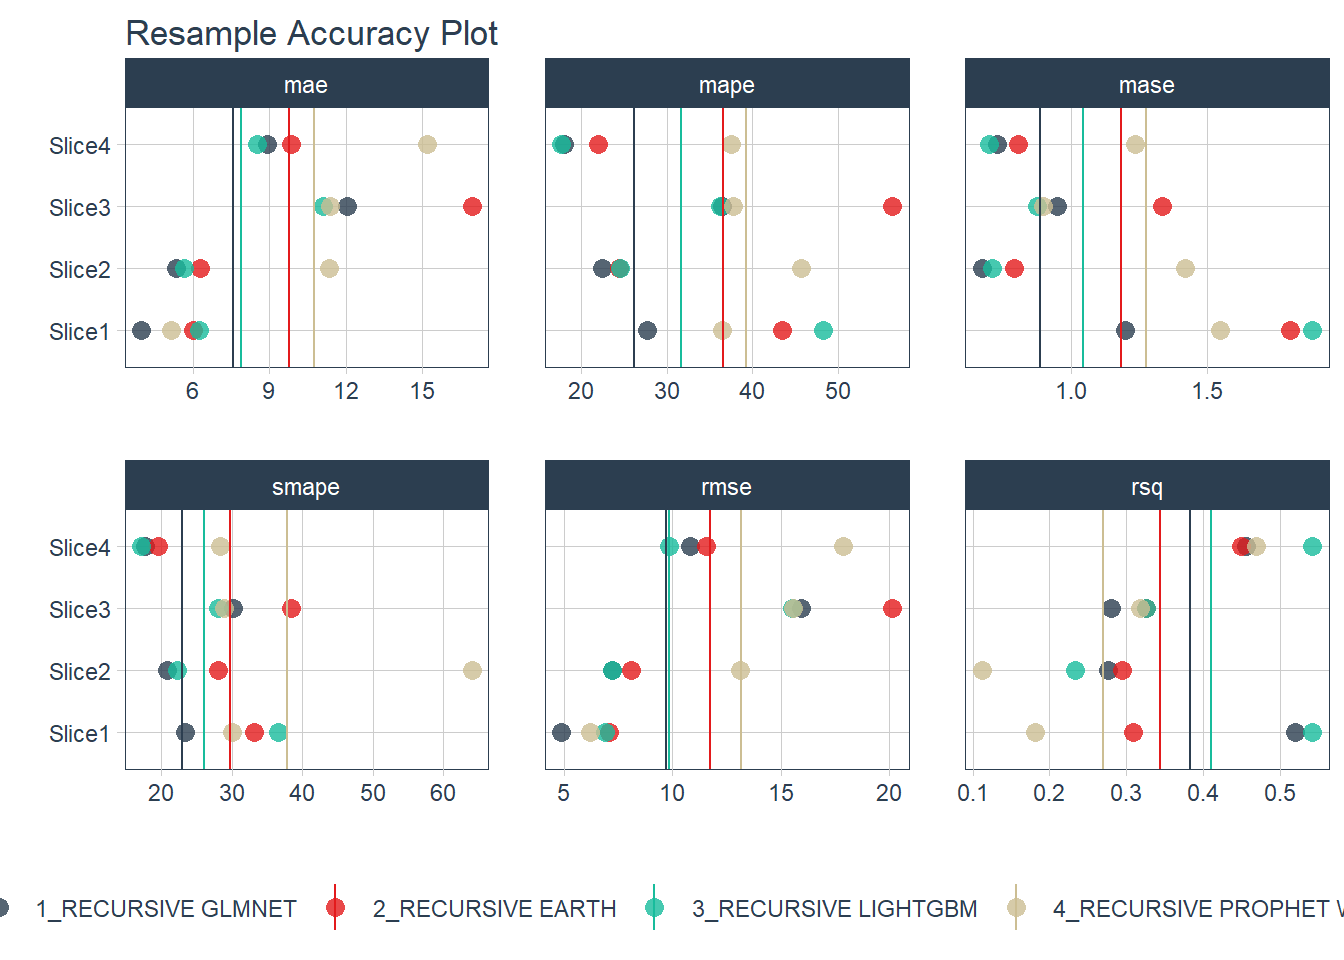 Resample Accuracy Plot
mae mape mase
Slice4
Slice3
Slice2
Slice1
6 9 12 15 20 30 40 50 1.0 1.5
smape rmse rsq
Slice4
Slice3
Slice2
Slice1
20 30 40 50 60 5 10 15 20 0.1 0.2 0.3 0.4 0.5
1_RECURSIVE GLMNET 2_RECURSIVE EARTH 3_RECURSIVE LIGHTGBM 4_RECURSIVE PROPHET